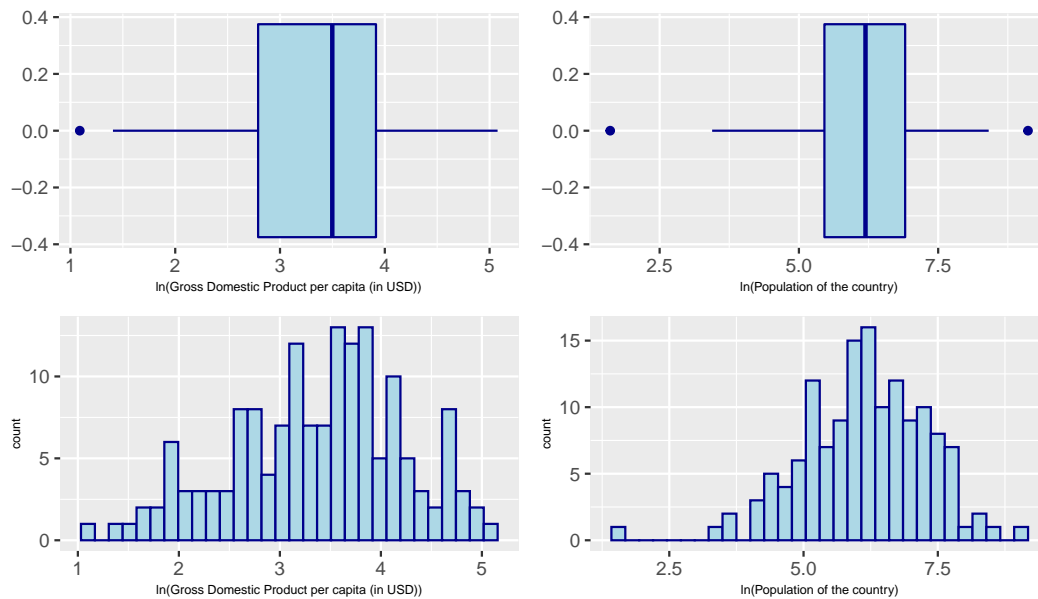 0.4
0.2
0.0
−0.2
−0.4
1 2 3 4 5
ln(Gross Domestic Product per capita (in USD))
0.4
0.2
0.0
−0.2
−0.4
2.5 5.0 7.5
ln(Population of the country)
count
10
5
0
1 2 3 4 5
ln(Gross Domestic Product per capita (in USD))
count
15
10
5
0
2.5 5.0 7.5
ln(Population of the country)